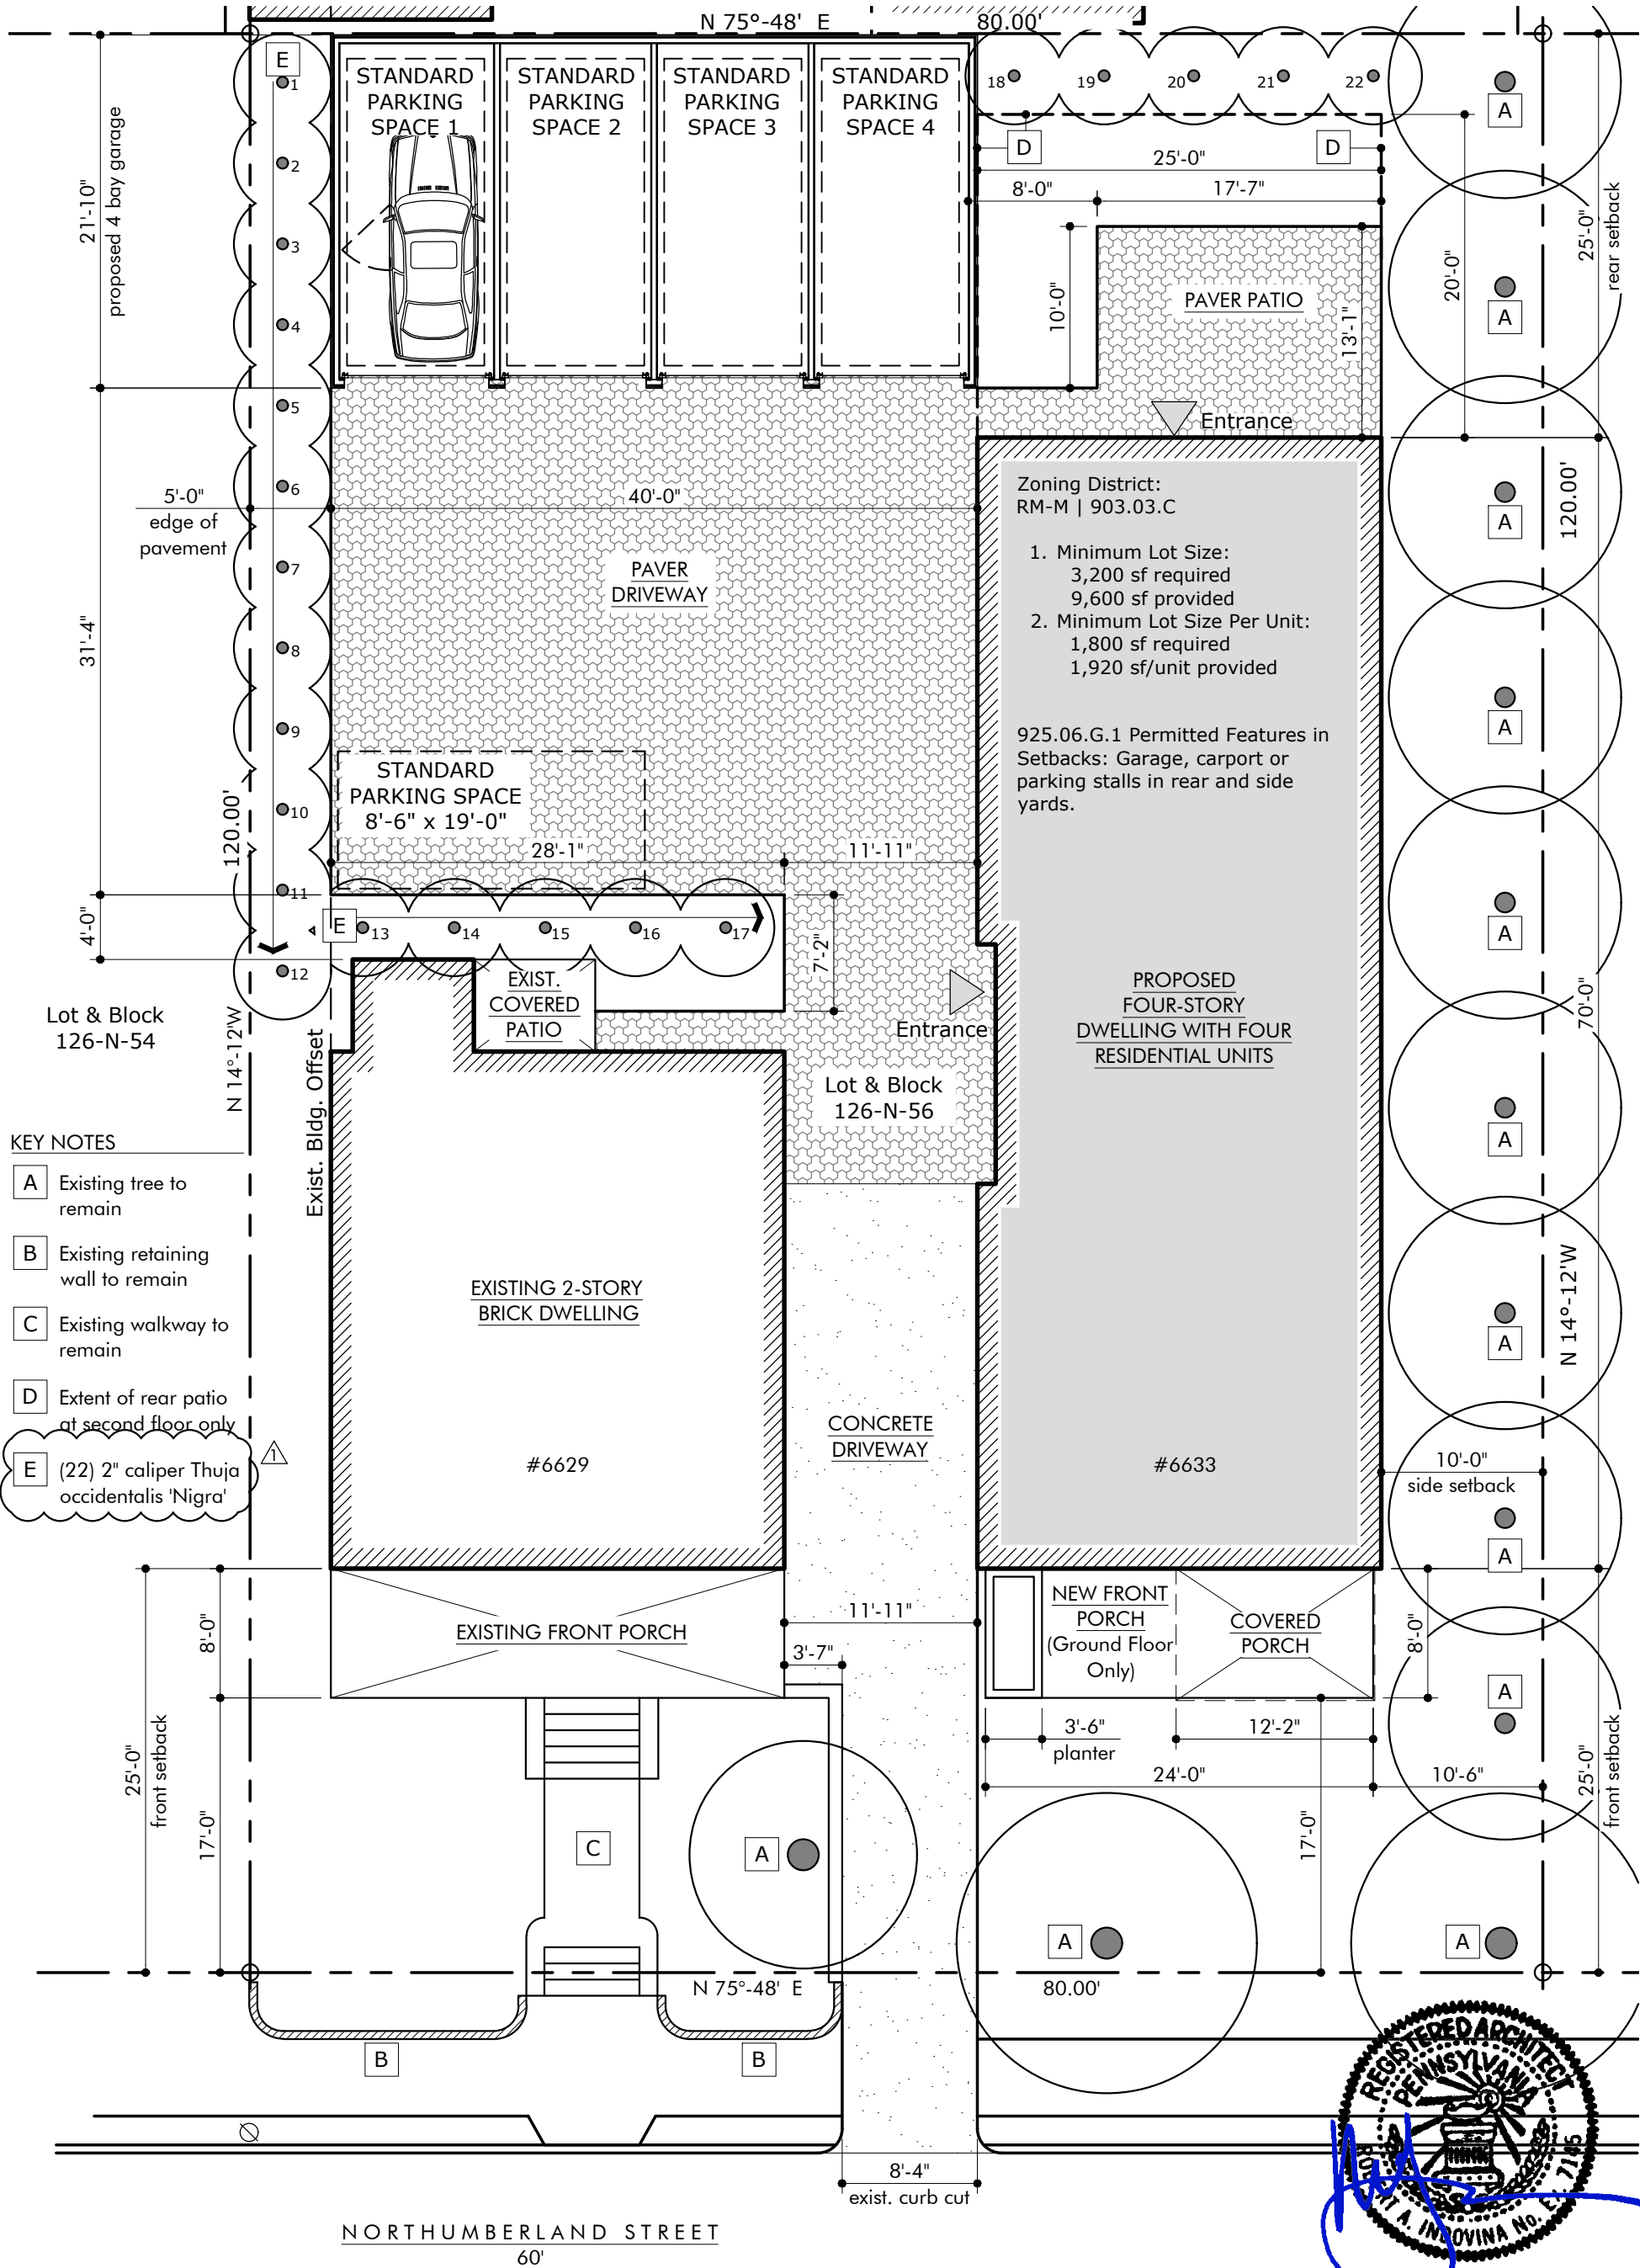 N 75°-48' E
80.00'
E
1
2
3
4
5
6
7
8
9
10
11
12
STANDARD
PARKING
SPACE 1
STANDARD
PARKING
SPACE 2
STANDARD
PARKING
SPACE 3
STANDARD
PARKING
SPACE 4
18
19
20
21
22
A
D
D
25'-0"
8'-0"
17'-7"
21'-10"
proposed 4 bay garage
10'-0"
PAVER PATIO
13'-1"
20'-0"
25'-0"
rear setback
A
Entrance
5'-0"
edge of
pavement
40'-0"
PAVER
DRIVEWAY
31'-4"
Zoning District:
RM-M | 903.03.C
1. Minimum Lot Size:
3,200 sf required
9,600 sf provided
2. Minimum Lot Size Per Unit:
1,800 sf required
1,920 sf/unit provided
925.06.G.1 Permitted Features in
Setbacks: Garage, carport or
parking stalls in rear and side
yards.
A
120.00'
A
STANDARD
PARKING SPACE
8'-6" x 19'-0"
28'-1"
11'-11"
120.00'
4'-0"
E
13
14
15
16
17
7'-2"
EXIST.
COVERED
PATIO
Entrance
Lot & Block
126-N-54
N 14°-12'W
Exist. Bldg. Offset
Lot & Block
126-N-56
PROPOSED
FOUR-STORY
DWELLING WITH FOUR
RESIDENTIAL UNITS
A
70'-0"
A
KEY NOTES
A Existing tree to
remain
B Existing retaining
wall to remain
C Existing walkway to
remain
D Extent of rear patio
at second floor only
E (22) 2" caliper Thuja
occidentalis 'Nigra'
1
EXISTING 2-STORY
BRICK DWELLING
#6629
CONCRETE
DRIVEWAY
#6633
A
N 14°-12'W
10'-0"
side setback
A
8'-0"
EXISTING FRONT PORCH
11'-11"
3'-7"
NEW FRONT
PORCH
(Ground Floor
Only)
COVERED
PORCH
8'-0"
A
3'-6"
planter
12'-2"
24'-0"
10'-6"
25'-0"
front setback
17'-0"
C
A
17'-0"
25'-0"
front setback
A
A
N 75°-48' E
80.00'
B
B
8'-4"
exist. curb cut
NORTHUMBERLAND STREET
60'
REGISTERED ARCHITECT
PENNSYLVANIA
A. INDOVINA No. EX. 7145